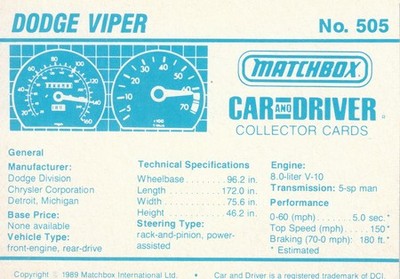 DODGE VIPER
No. 505
MATCHBOX
CAR AND DRIVER
COLLECTOR CARDS
General
Manufacturer:
Dodge Division
Chrysler Corporation
Detroit, Michigan
Base Price:
None available
Vehicle Type:
front-engine, rear-drive
Technical Specifications
Wheelbase..........96.2 in.
Length..........172.0 in.
Width..........75.6 in.
Height..........46.2 in.
Steering Type:
rack-and-pinion, power-
assisted
Engine:
8.0-liter V-10
Transmission: 5-sp man
Performance
0-60 (mph)..........5.0 sec.*
Top Speed (mph).......150*
Braking (70-0 mph): 180 ft.*
* Estimated
Copyright © 1989 Matchbox International Ltd. • Car and Driver is a registered trademark of DCI.